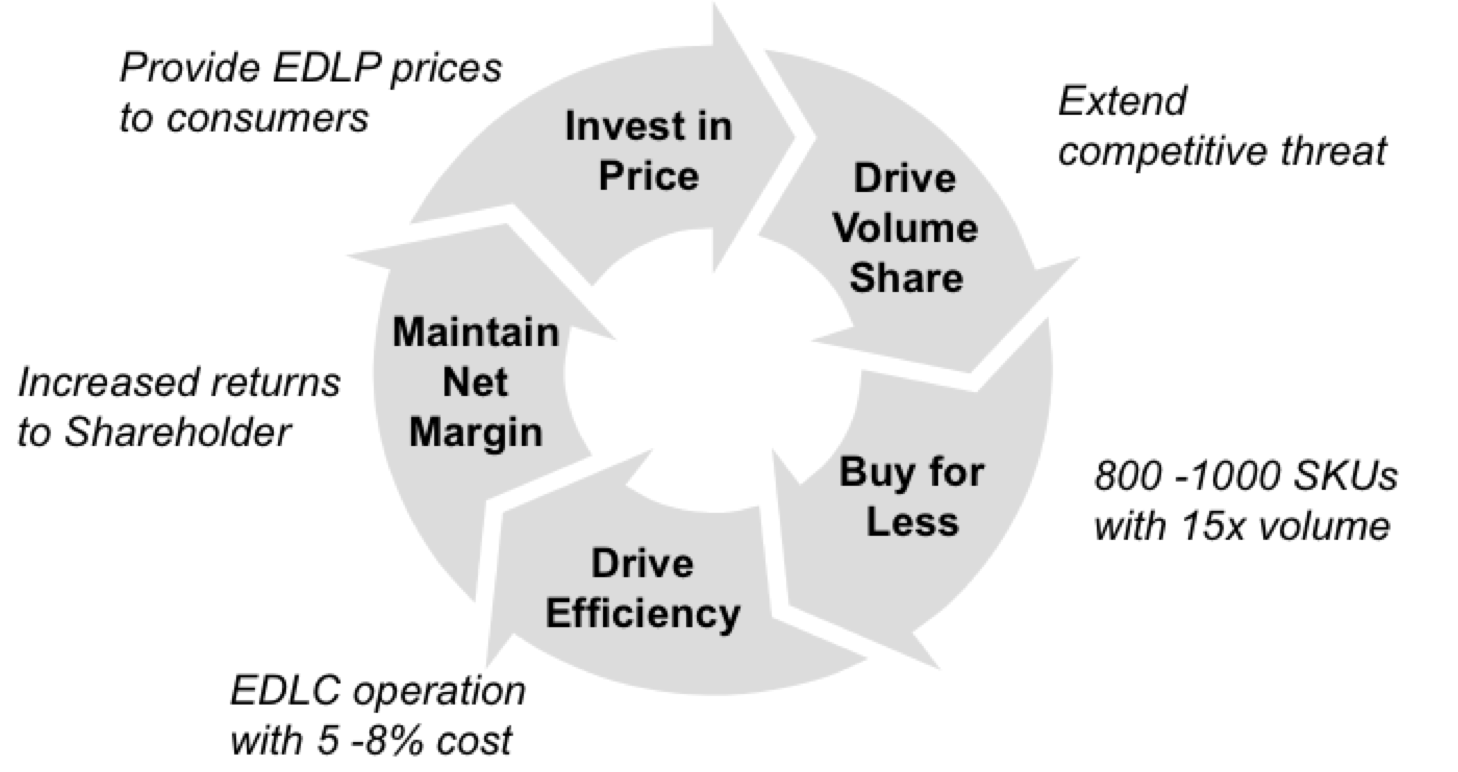 Provide EDLP prices
to consumers
Invest in
Price
Extend
competitive threat
Drive
Volume
Share
800 -1000 SKUs
with 15x volume
Buy for
Less
Drive
Efficiency
EDLC operation
with 5 -8% cost
Maintain
Net
Margin
Increased returns
to Shareholder